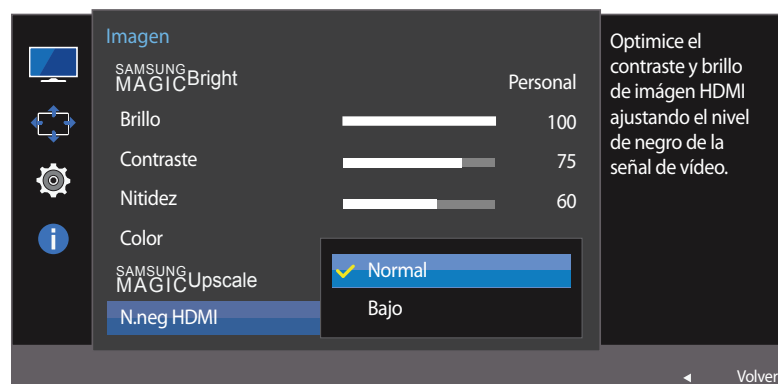 Imagen
SAMSUNG
MAGICBright Personal
Brillo 100
Contraste 75
Nitidez 60
Color
SAMSUNG
MAGICUpscale
N.neg HDMI
Normal
Bajo
Optimice el
contraste y brillo
de imágen HDMI
ajustando el nivel
de negro de la
señal de vídeo.
Volver